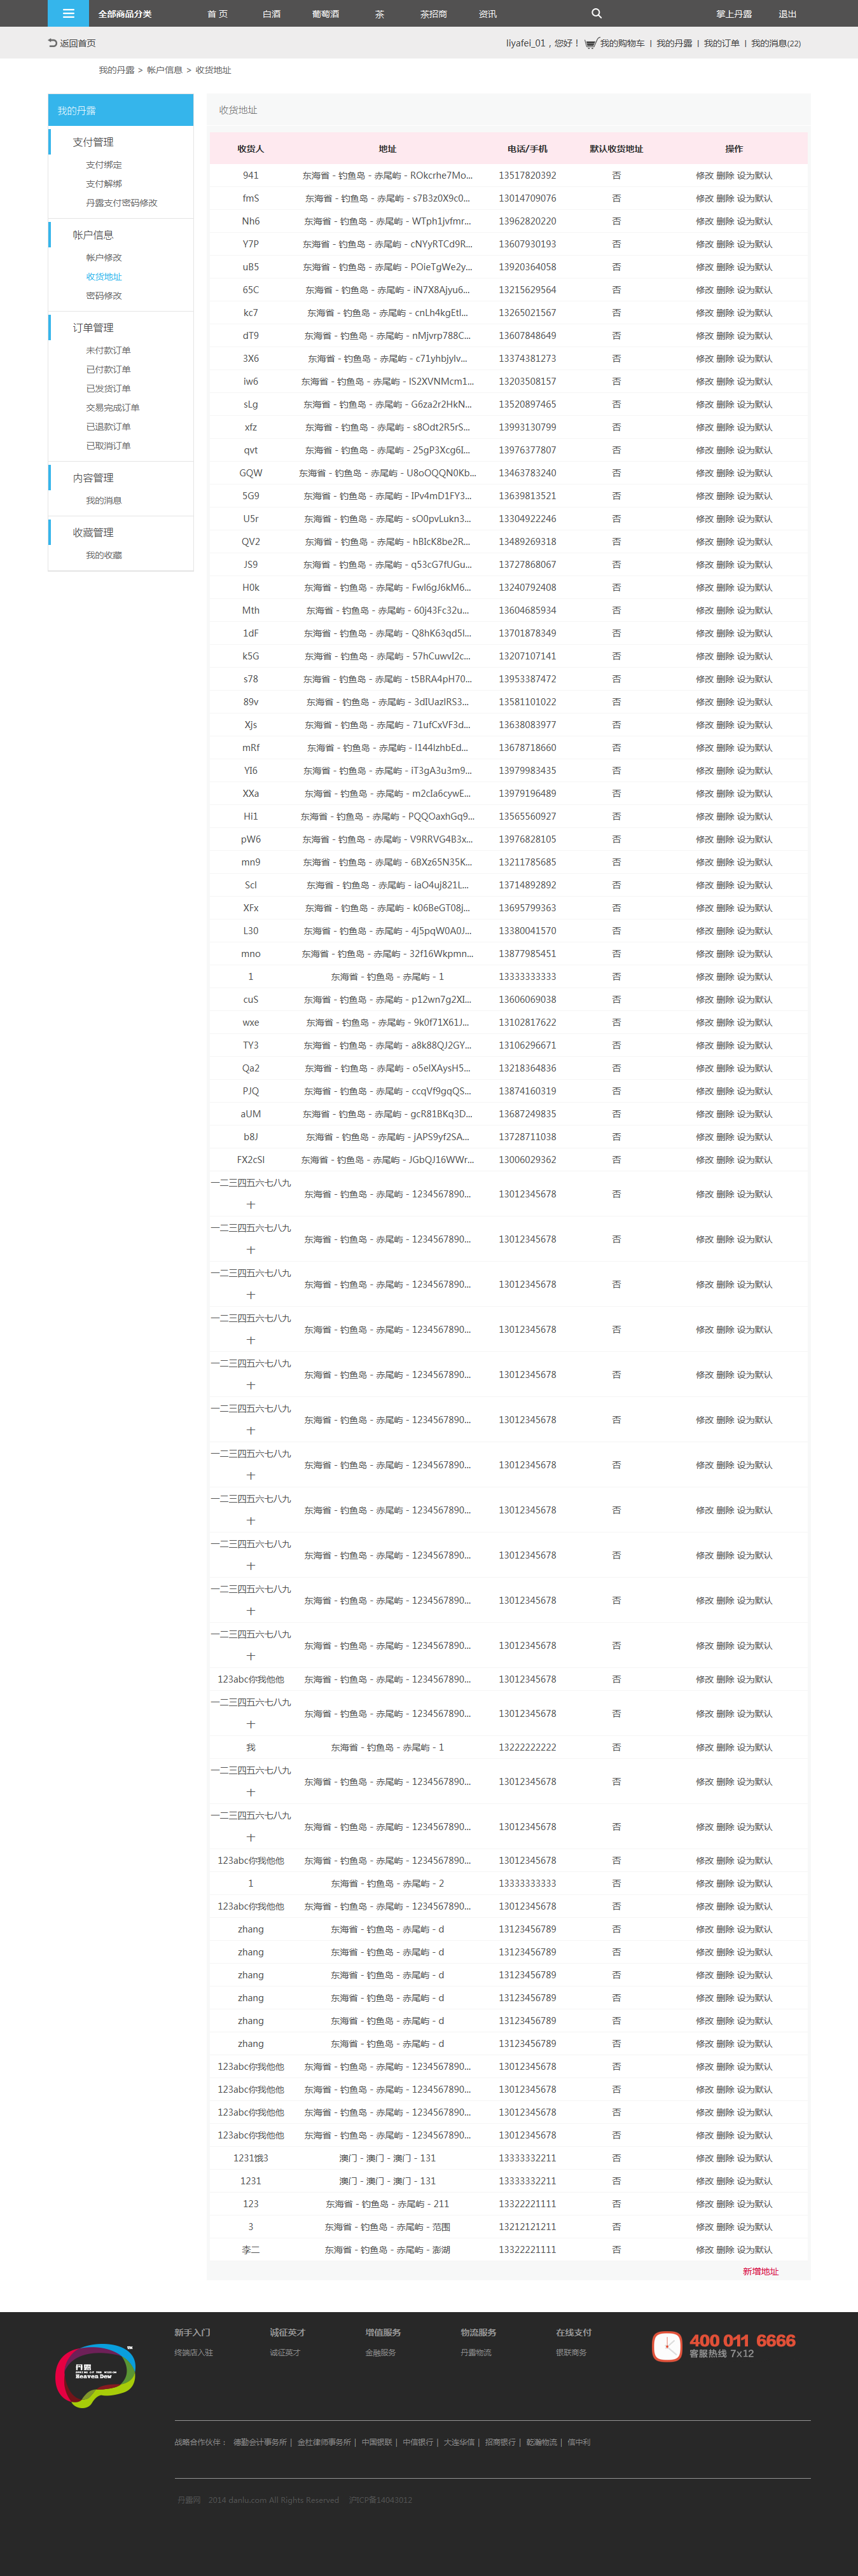 全部商品分类 首 页 白酒 葡萄酒 茶 茶招商 资讯 掌上丹露 退出
返回首页 liyafei_01，您好！ 我的购物车 | 我的丹露 | 我的订单 | 我的消息(22)
我的丹露 > 帐户信息 > 收货地址
我的丹露
支付管理
支付绑定
支付解绑
丹露支付密码修改
帐户信息
帐户修改
收货地址
密码修改
订单管理
未付款订单
已付款订单
已发货订单
交易完成订单
已退款订单
已取消订单
内容管理
我的消息
收藏管理
我的收藏
收货地址
收货人 地址 电话/手机 默认收货地址 操作
941 东海省 - 钓鱼岛 - 赤尾屿 - ROkcrhe7Mo... 13517820392 否 修改 删除 设为默认
fmS 东海省 - 钓鱼岛 - 赤尾屿 - s7B3z0X9c0... 13014709076 否 修改 删除 设为默认
Nh6 东海省 - 钓鱼岛 - 赤尾屿 - WTph1jvfmr... 13962820220 否 修改 删除 设为默认
Y7P 东海省 - 钓鱼岛 - 赤尾屿 - cNYyRTCd9R... 13607930193 否 修改 删除 设为默认
uB5 东海省 - 钓鱼岛 - 赤尾屿 - POieTgWe2y... 13920364058 否 修改 删除 设为默认
65C 东海省 - 钓鱼岛 - 赤尾屿 - iN7X8Ajyu6... 13215629564 否 修改 删除 设为默认
kc7 东海省 - 钓鱼岛 - 赤尾屿 - cnLh4kgEtl... 13265021567 否 修改 删除 设为默认
dT9 东海省 - 钓鱼岛 - 赤尾屿 - nMjvrp788C... 13607848649 否 修改 删除 设为默认
3X6 东海省 - 钓鱼岛 - 赤尾屿 - c71yhbjylv... 13374381273 否 修改 删除 设为默认
iw6 东海省 - 钓鱼岛 - 赤尾屿 - lS2XVNMcm1... 13203508157 否 修改 删除 设为默认
sLg 东海省 - 钓鱼岛 - 赤尾屿 - G6za2r2HkN... 13520897465 否 修改 删除 设为默认
xfz 东海省 - 钓鱼岛 - 赤尾屿 - s8Odt2R5rS... 13993130799 否 修改 删除 设为默认
qvt 东海省 - 钓鱼岛 - 赤尾屿 - 25gP3Xcg6I... 13976377807 否 修改 删除 设为默认
GQW 东海省 - 钓鱼岛 - 赤尾屿 - U8oOQQN0Kb... 13463783240 否 修改 删除 设为默认
5G9 东海省 - 钓鱼岛 - 赤尾屿 - IPv4mD1FY3... 13639813521 否 修改 删除 设为默认
U5r 东海省 - 钓鱼岛 - 赤尾屿 - sO0pvLukn3... 13304922246 否 修改 删除 设为默认
QV2 东海省 - 钓鱼岛 - 赤尾屿 - hBIcK8be2R... 13489269318 否 修改 删除 设为默认
JS9 东海省 - 钓鱼岛 - 赤尾屿 - q53cG7fUGu... 13727868067 否 修改 删除 设为默认
H0k 东海省 - 钓鱼岛 - 赤尾屿 - Fwl6gJ6kM6... 13240792408 否 修改 删除 设为默认
Mth 东海省 - 钓鱼岛 - 赤尾屿 - 60j43Fc32u... 13604685934 否 修改 删除 设为默认
1dF 东海省 - 钓鱼岛 - 赤尾屿 - Q8hK63qd5l... 13701878349 否 修改 删除 设为默认
k5G 东海省 - 钓鱼岛 - 赤尾屿 - 57hCuwvI2c... 13207107141 否 修改 删除 设为默认
s78 东海省 - 钓鱼岛 - 赤尾屿 - t5BRA4pH70... 13953387472 否 修改 删除 设为默认
89v 东海省 - 钓鱼岛 - 赤尾屿 - 3dIUazlRS3... 13581101022 否 修改 删除 设为默认
Xjs 东海省 - 钓鱼岛 - 赤尾屿 - 71ufCxVF3d... 13638083977 否 修改 删除 设为默认
mRf 东海省 - 钓鱼岛 - 赤尾屿 - l144lzhbEd... 13678718660 否 修改 删除 设为默认
YI6 东海省 - 钓鱼岛 - 赤尾屿 - iT3gA3u3m9... 13979983435 否 修改 删除 设为默认
XXa 东海省 - 钓鱼岛 - 赤尾屿 - m2cIa6cywE... 13979196489 否 修改 删除 设为默认
Hi1 东海省 - 钓鱼岛 - 赤尾屿 - PQQOaxhGq9... 13565560927 否 修改 删除 设为默认
pW6 东海省 - 钓鱼岛 - 赤尾屿 - V9RRVG4B3x... 13976828105 否 修改 删除 设为默认
mn9 东海省 - 钓鱼岛 - 赤尾屿 - 6BXz65N35K... 13211785685 否 修改 删除 设为默认
Scl 东海省 - 钓鱼岛 - 赤尾屿 - iaO4uj821L... 13714892892 否 修改 删除 设为默认
XFx 东海省 - 钓鱼岛 - 赤尾屿 - k06BeGT08j... 13695799363 否 修改 删除 设为默认
L30 东海省 - 钓鱼岛 - 赤尾屿 - 4j5pqW0A0J... 13380041570 否 修改 删除 设为默认
mno 东海省 - 钓鱼岛 - 赤尾屿 - 32f16Wkpmn... 13877985451 否 修改 删除 设为默认
1 东海省 - 钓鱼岛 - 赤尾屿 - 1 13333333333 否 修改 删除 设为默认
cuS 东海省 - 钓鱼岛 - 赤尾屿 - p12wn7g2XI... 13606069038 否 修改 删除 设为默认
wxe 东海省 - 钓鱼岛 - 赤尾屿 - 9k0f71X61J... 13102817622 否 修改 删除 设为默认
TY3 东海省 - 钓鱼岛 - 赤尾屿 - a8k88QJ2GY... 13106296671 否 修改 删除 设为默认
Qa2 东海省 - 钓鱼岛 - 赤尾屿 - o5elXAysH5... 13218364836 否 修改 删除 设为默认
PJQ 东海省 - 钓鱼岛 - 赤尾屿 - ccqVf9gqQS... 13874160319 否 修改 删除 设为默认
aUM 东海省 - 钓鱼岛 - 赤尾屿 - gcR81BKq3D... 13687249835 否 修改 删除 设为默认
b8J 东海省 - 钓鱼岛 - 赤尾屿 - jAPS9yf2SA... 13728711038 否 修改 删除 设为默认
FX2cSl 东海省 - 钓鱼岛 - 赤尾屿 - JGbQJ16WWr... 13006029362 否 修改 删除 设为默认
一二三四五六七八九
十 东海省 - 钓鱼岛 - 赤尾屿 - 1234567890... 13012345678 否 修改 删除 设为默认
一二三四五六七八九
十 东海省 - 钓鱼岛 - 赤尾屿 - 1234567890... 13012345678 否 修改 删除 设为默认
一二三四五六七八九
十 东海省 - 钓鱼岛 - 赤尾屿 - 1234567890... 13012345678 否 修改 删除 设为默认
一二三四五六七八九
十 东海省 - 钓鱼岛 - 赤尾屿 - 1234567890... 13012345678 否 修改 删除 设为默认
一二三四五六七八九
十 东海省 - 钓鱼岛 - 赤尾屿 - 1234567890... 13012345678 否 修改 删除 设为默认
一二三四五六七八九
十 东海省 - 钓鱼岛 - 赤尾屿 - 1234567890... 13012345678 否 修改 删除 设为默认
一二三四五六七八九
十 东海省 - 钓鱼岛 - 赤尾屿 - 1234567890... 13012345678 否 修改 删除 设为默认
一二三四五六七八九
十 东海省 - 钓鱼岛 - 赤尾屿 - 1234567890... 13012345678 否 修改 删除 设为默认
一二三四五六七八九
十 东海省 - 钓鱼岛 - 赤尾屿 - 1234567890... 13012345678 否 修改 删除 设为默认
一二三四五六七八九
十 东海省 - 钓鱼岛 - 赤尾屿 - 1234567890... 13012345678 否 修改 删除 设为默认
一二三四五六七八九
十 东海省 - 钓鱼岛 - 赤尾屿 - 1234567890... 13012345678 否 修改 删除 设为默认
123abc你我他他 东海省 - 钓鱼岛 - 赤尾屿 - 1234567890... 13012345678 否 修改 删除 设为默认
一二三四五六七八九
十 东海省 - 钓鱼岛 - 赤尾屿 - 1234567890... 13012345678 否 修改 删除 设为默认
我 东海省 - 钓鱼岛 - 赤尾屿 - 1 13222222222 否 修改 删除 设为默认
一二三四五六七八九
十 东海省 - 钓鱼岛 - 赤尾屿 - 1234567890... 13012345678 否 修改 删除 设为默认
一二三四五六七八九
十 东海省 - 钓鱼岛 - 赤尾屿 - 1234567890... 13012345678 否 修改 删除 设为默认
123abc你我他他 东海省 - 钓鱼岛 - 赤尾屿 - 1234567890... 13012345678 否 修改 删除 设为默认
1 东海省 - 钓鱼岛 - 赤尾屿 - 2 13333333333 否 修改 删除 设为默认
123abc你我他他 东海省 - 钓鱼岛 - 赤尾屿 - 1234567890... 13012345678 否 修改 删除 设为默认
zhang 东海省 - 钓鱼岛 - 赤尾屿 - d 13123456789 否 修改 删除 设为默认
zhang 东海省 - 钓鱼岛 - 赤尾屿 - d 13123456789 否 修改 删除 设为默认
zhang 东海省 - 钓鱼岛 - 赤尾屿 - d 13123456789 否 修改 删除 设为默认
zhang 东海省 - 钓鱼岛 - 赤尾屿 - d 13123456789 否 修改 删除 设为默认
zhang 东海省 - 钓鱼岛 - 赤尾屿 - d 13123456789 否 修改 删除 设为默认
zhang 东海省 - 钓鱼岛 - 赤尾屿 - d 13123456789 否 修改 删除 设为默认
123abc你我他他 东海省 - 钓鱼岛 - 赤尾屿 - 1234567890... 13012345678 否 修改 删除 设为默认
123abc你我他他 东海省 - 钓鱼岛 - 赤尾屿 - 1234567890... 13012345678 否 修改 删除 设为默认
123abc你我他他 东海省 - 钓鱼岛 - 赤尾屿 - 1234567890... 13012345678 否 修改 删除 设为默认
123abc你我他他 东海省 - 钓鱼岛 - 赤尾屿 - 1234567890... 13012345678 否 修改 删除 设为默认
1231饿3 澳门 - 澳门 - 澳门 - 131 13333332211 否 修改 删除 设为默认
1231 澳门 - 澳门 - 澳门 - 131 13333332211 否 修改 删除 设为默认
123 东海省 - 钓鱼岛 - 赤尾屿 - 211 13322221111 否 修改 删除 设为默认
3 东海省 - 钓鱼岛 - 赤尾屿 - 范围 13212121211 否 修改 删除 设为默认
李二 东海省 - 钓鱼岛 - 赤尾屿 - 澎湖 13322221111 否 修改 删除 设为默认
新增地址
新手入门 诚征英才 增值服务 物流服务 在线支付
终端店入驻 诚征英才 金融服务 丹露物流 银联商务
400 011 6666
客服热线 7x12
丹露
Heaven Dew
战略合作伙伴： 德勤会计事务所 | 金杜律师事务所 | 中国银联 | 中信银行 | 大连华信 | 招商银行 | 乾瀚物流 | 信中利
丹露网 2014 danlu.com All Rights Reserved 沪ICP备14043012